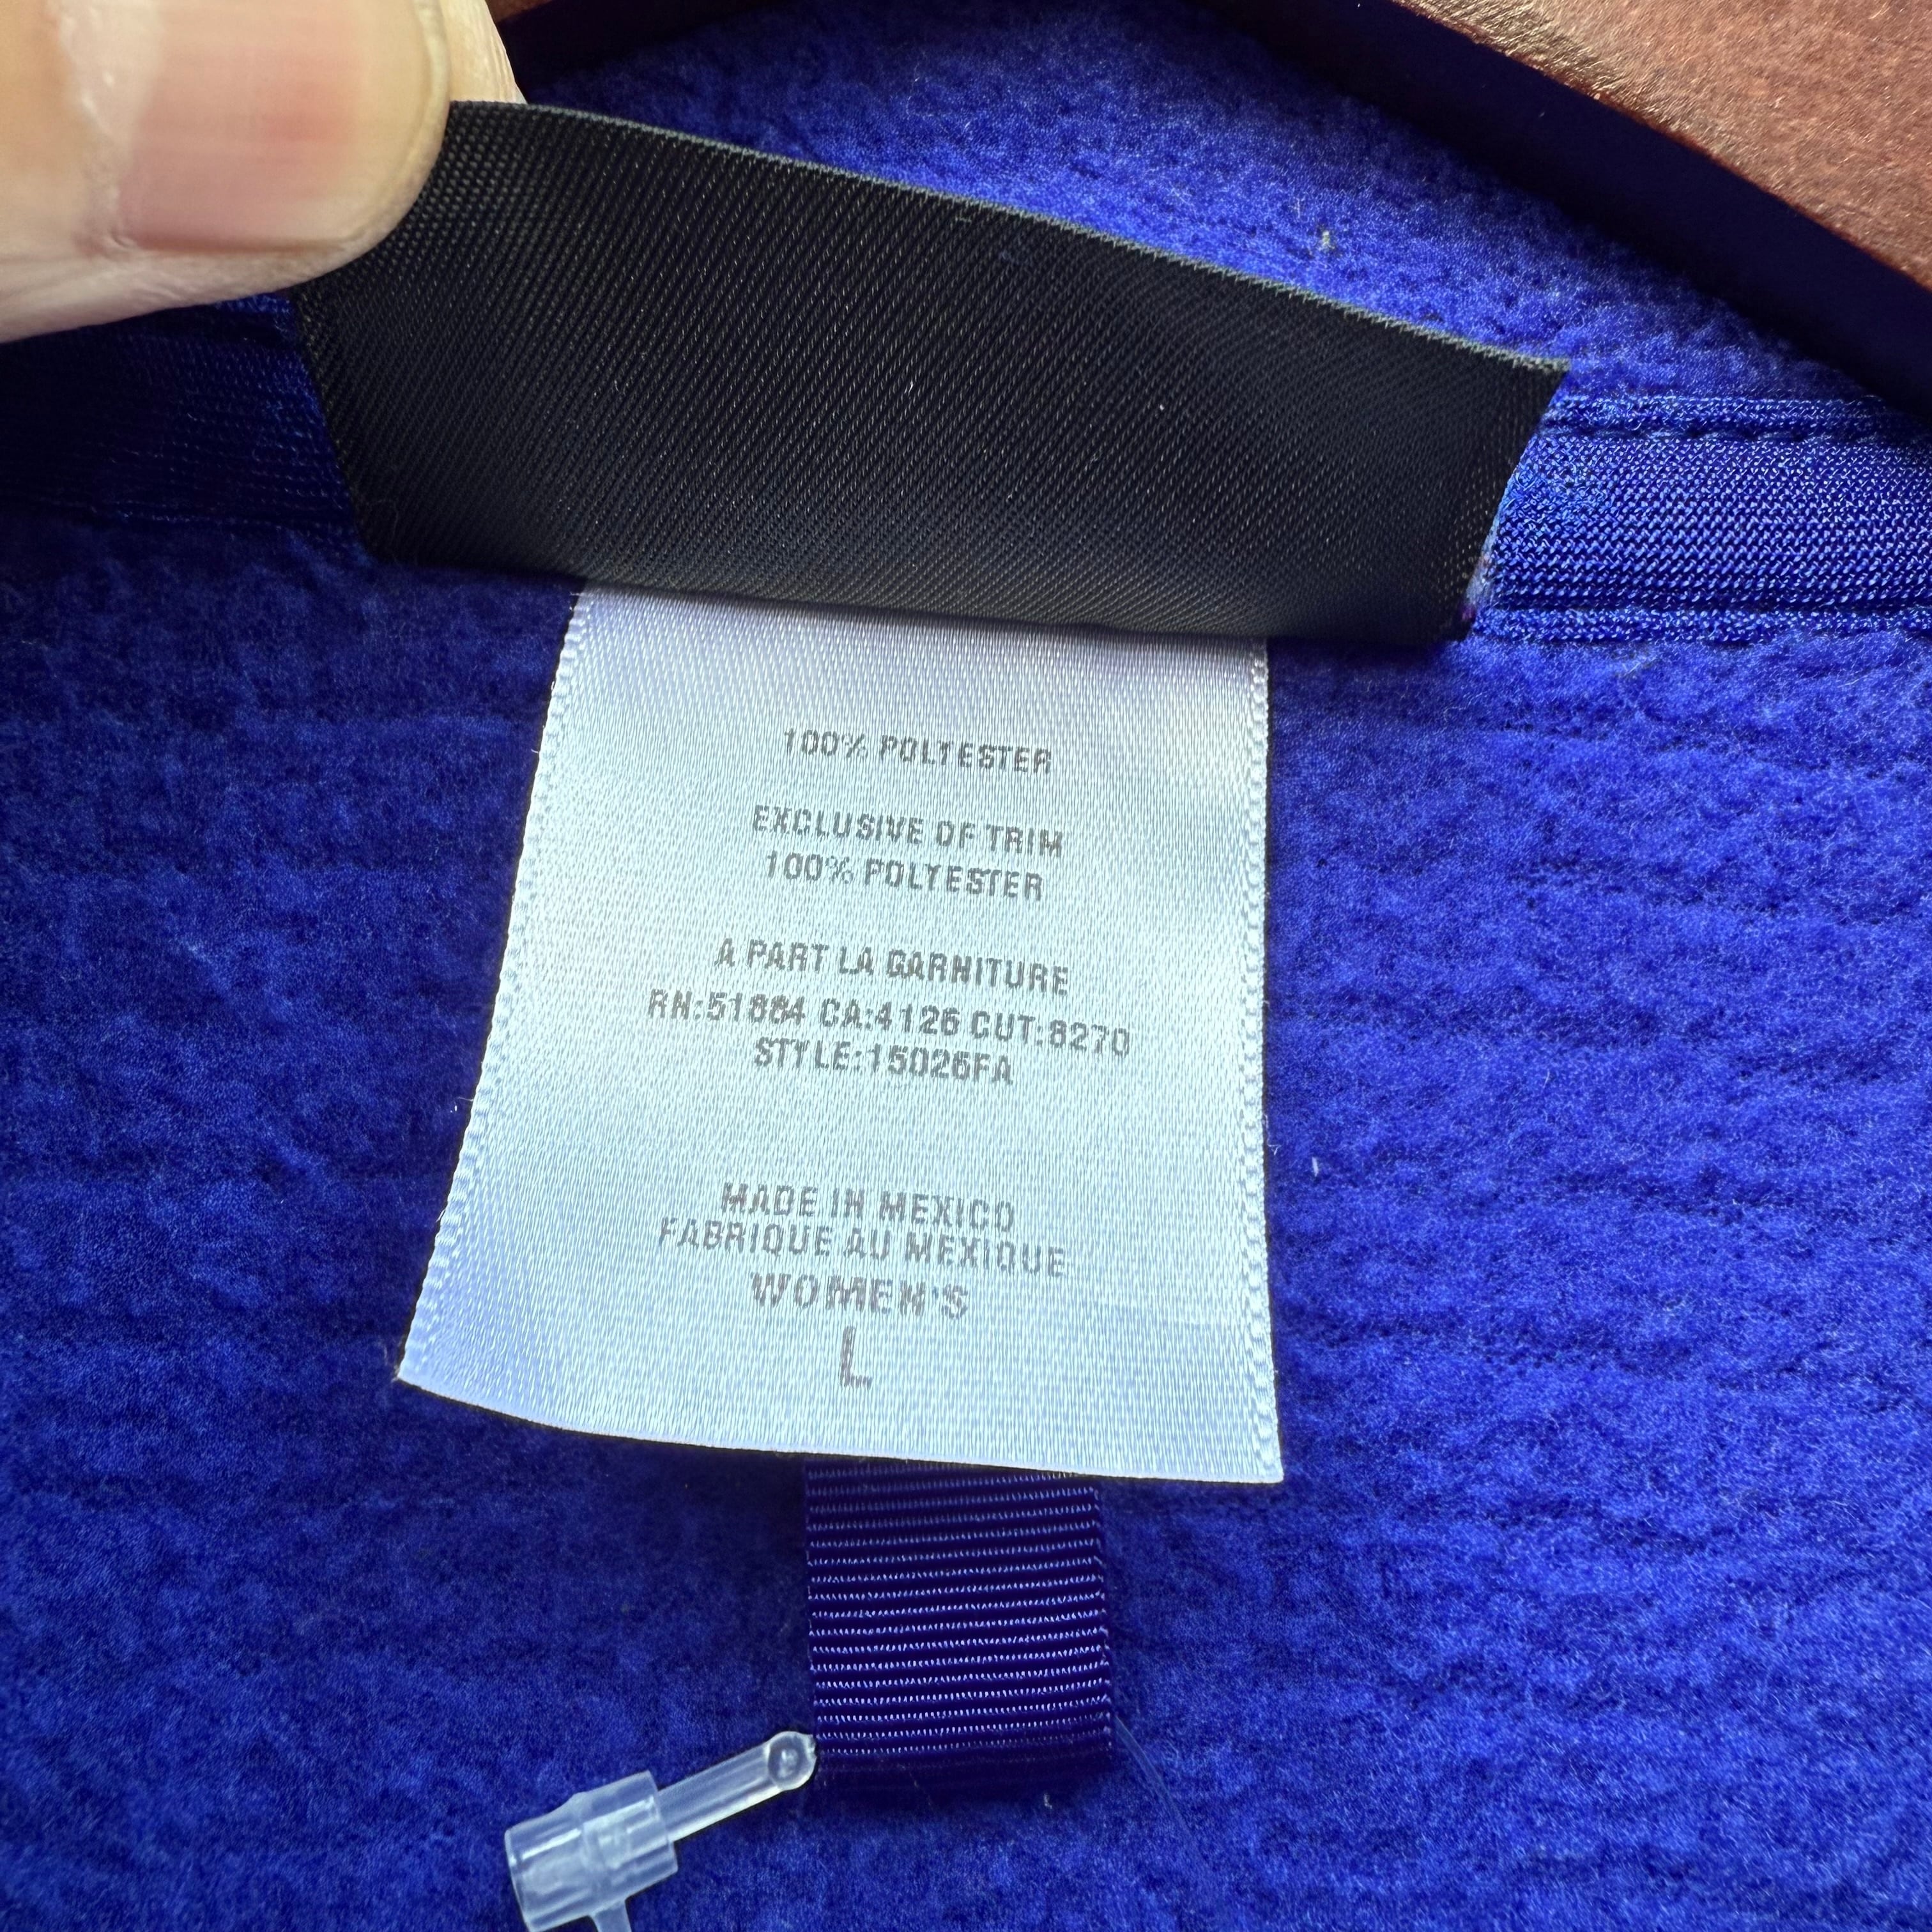 100% POLYESTER
EXCLUSIVE OF TRIM
100% POLYESTER
A PART LA GARNITURE
RN:51884 CA:4126 CUT:8270
STYLE:15026FA
MADE IN MEXICO
FABRIQUE AU MEXIQUE
WOMEN'S
L